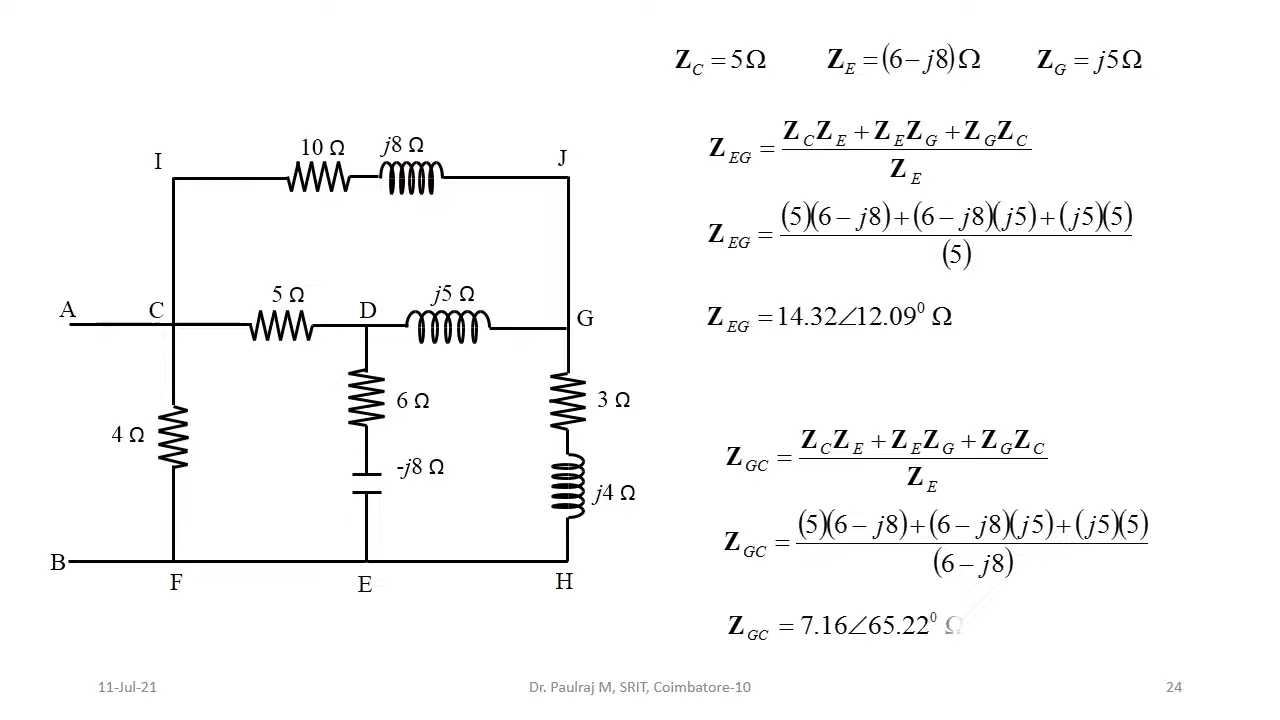 Z_C = 5Ω Z_E = (6 − j8)Ω Z_G = j5Ω
Z_EG = (Z_C Z_E + Z_E Z_G + Z_G Z_C) / Z_E
Z_EG = ((5)(6 − j8) + (6 − j8)(j5) + (j5)(5)) / (5)
Z_EG = 14.32∠12.09⁰ Ω
Z_GC = (Z_C Z_E + Z_E Z_G + Z_G Z_C) / Z_E
Z_GC = ((5)(6 − j8) + (6 − j8)(j5) + (j5)(5)) / (6 − j8)
Z_GC = 7.16∠65.22⁰ Ω
10 Ω j8 Ω
I J
5 Ω j5 Ω
A C D G
6 Ω 3 Ω
4 Ω
-j8 Ω
j4 Ω
B
F E H
11-Jul-21 Dr. Paulraj M, SRIT, Coimbatore-10 24